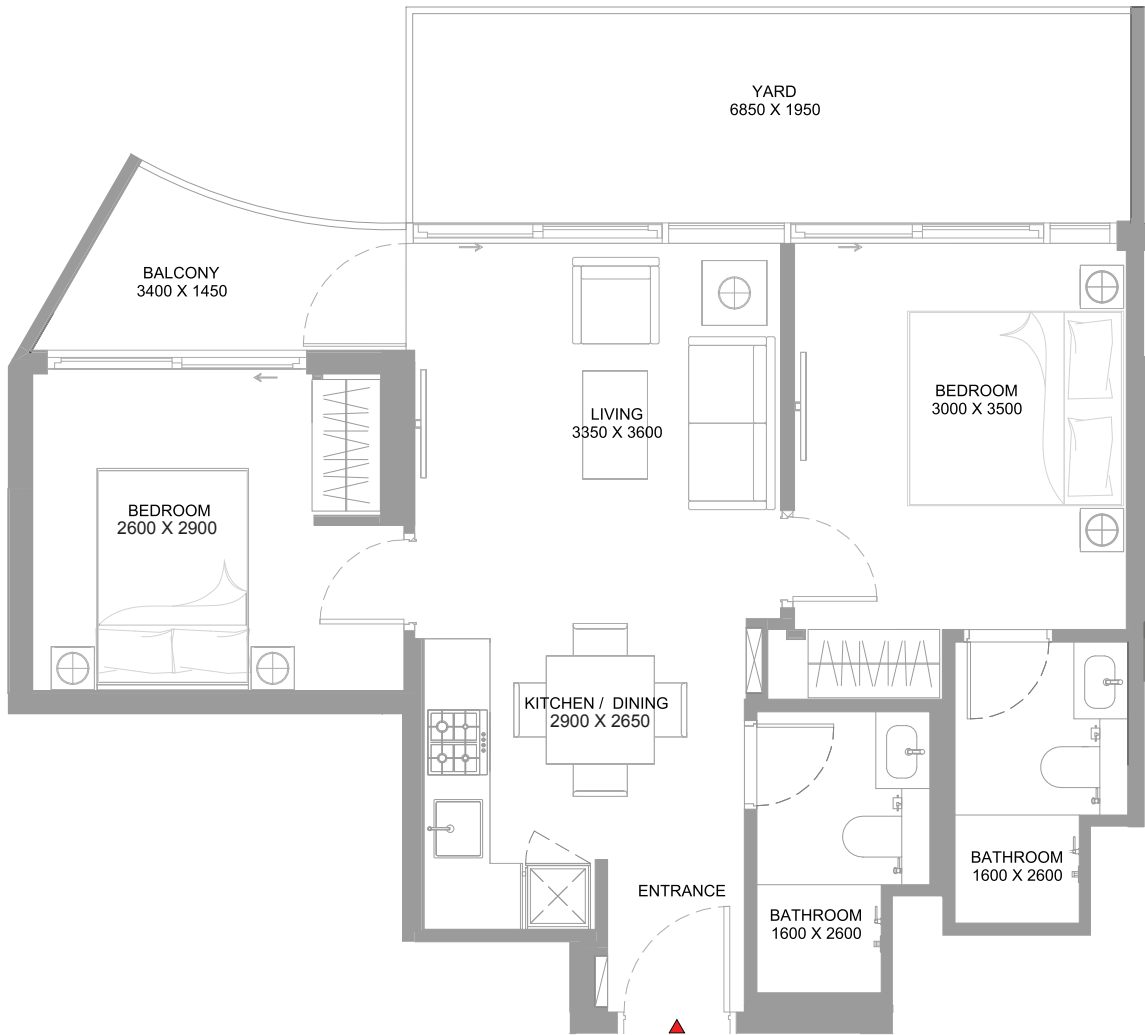 YARD
6850 X 1950
BALCONY
3400 X 1450
BEDROOM
3000 X 3500
LIVING
3350 X 3600
BEDROOM
2600 X 2900
KITCHEN / DINING
2900 X 2650
BATHROOM
1600 X 2600
ENTRANCE
BATHROOM
1600 X 2600